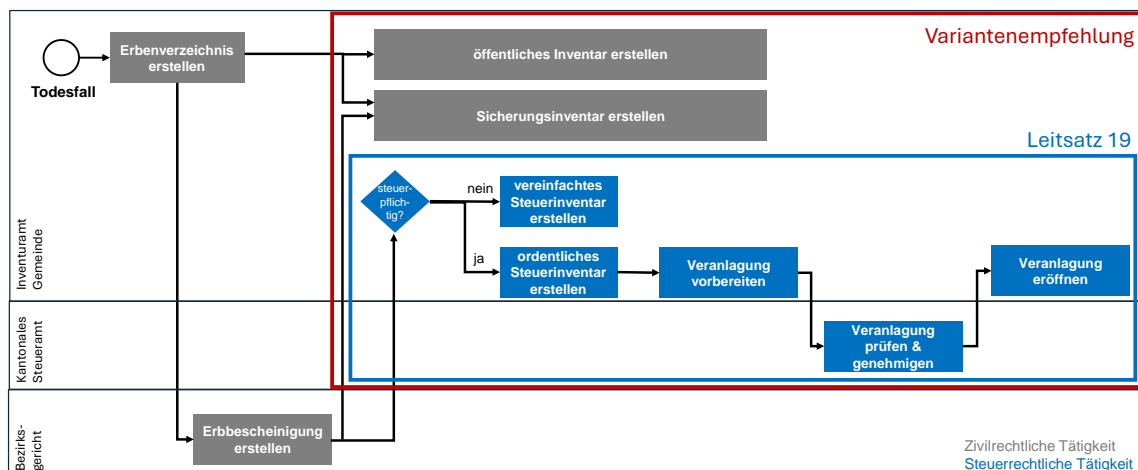 Variantenempfehlung
Erbenverzeichnis
erstellen
öffentliches Inventar erstellen
Todesfall
Sicherungsinventar erstellen
Leitsatz 19
steuer-
pflich-
tig?
nein
vereinfachtes
Steuerinventar
erstellen
ja
ordentliches
Steuerinventar
erstellen
Veranlagung
vorbereiten
Veranlagung
eröffnen
Inventuramt
Gemeinde
Veranlagung
prüfen &
genehmigen
Kantonales
Steueramt
Erbbescheinigung
erstellen
Bezirks-
gericht
Zivilrechtliche Tätigkeit
Steuerrechtliche Tätigkeit